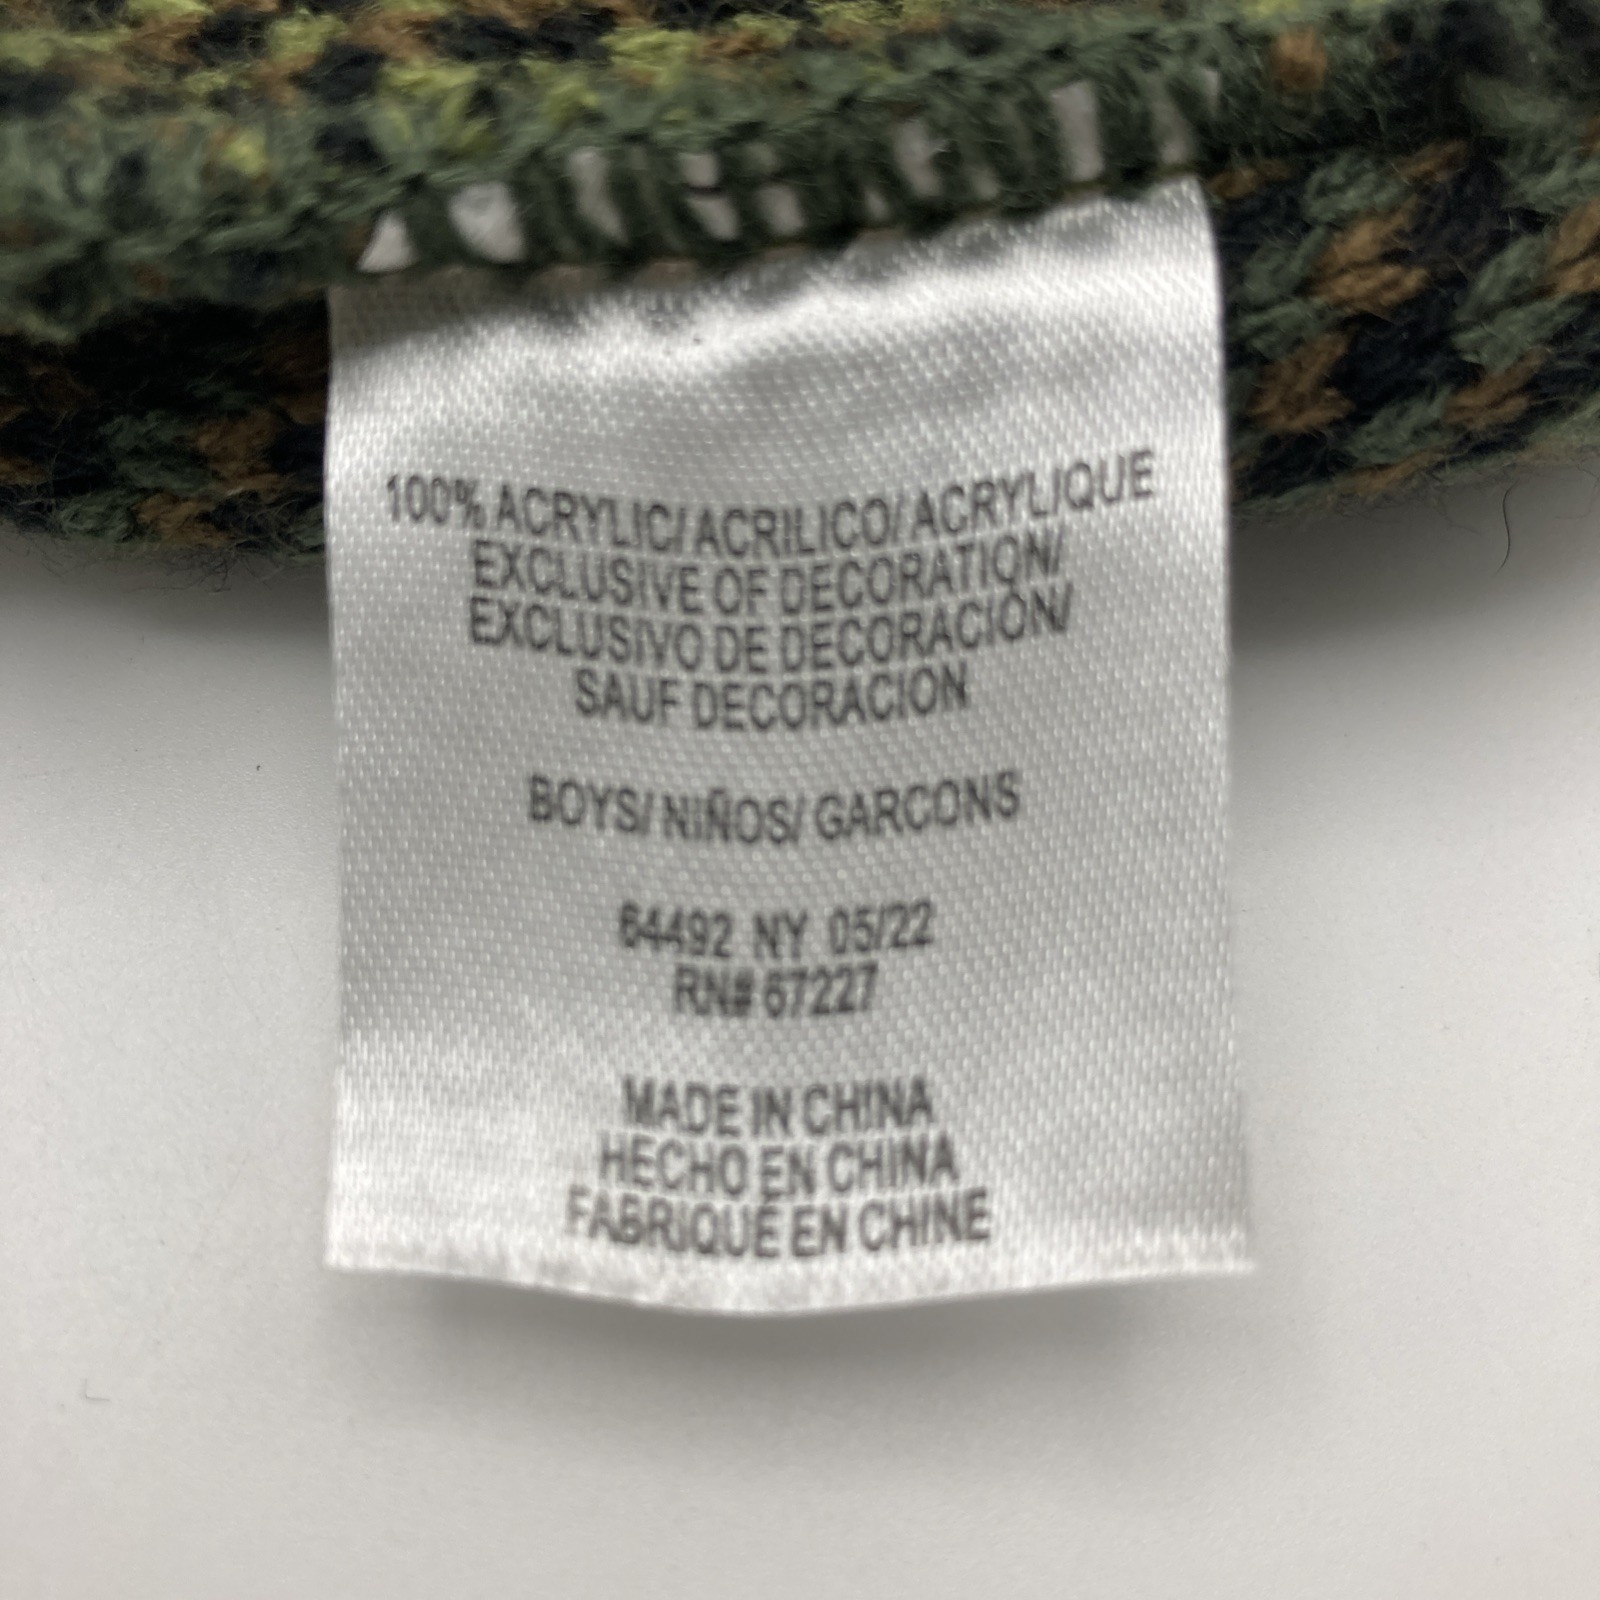 100% ACRYLIC/ ACRILICO/ ACRYLIQUE
EXCLUSIVE OF DECORATION/
EXCLUSIVO DE DECORACIÓN/
SAUF DECORACION
BOYS/ NIÑOS/ GARCONS
64492 NY 05/22
RN# 67227
MADE IN CHINA
HECHO EN CHINA
FABRIQUÉ EN CHINE